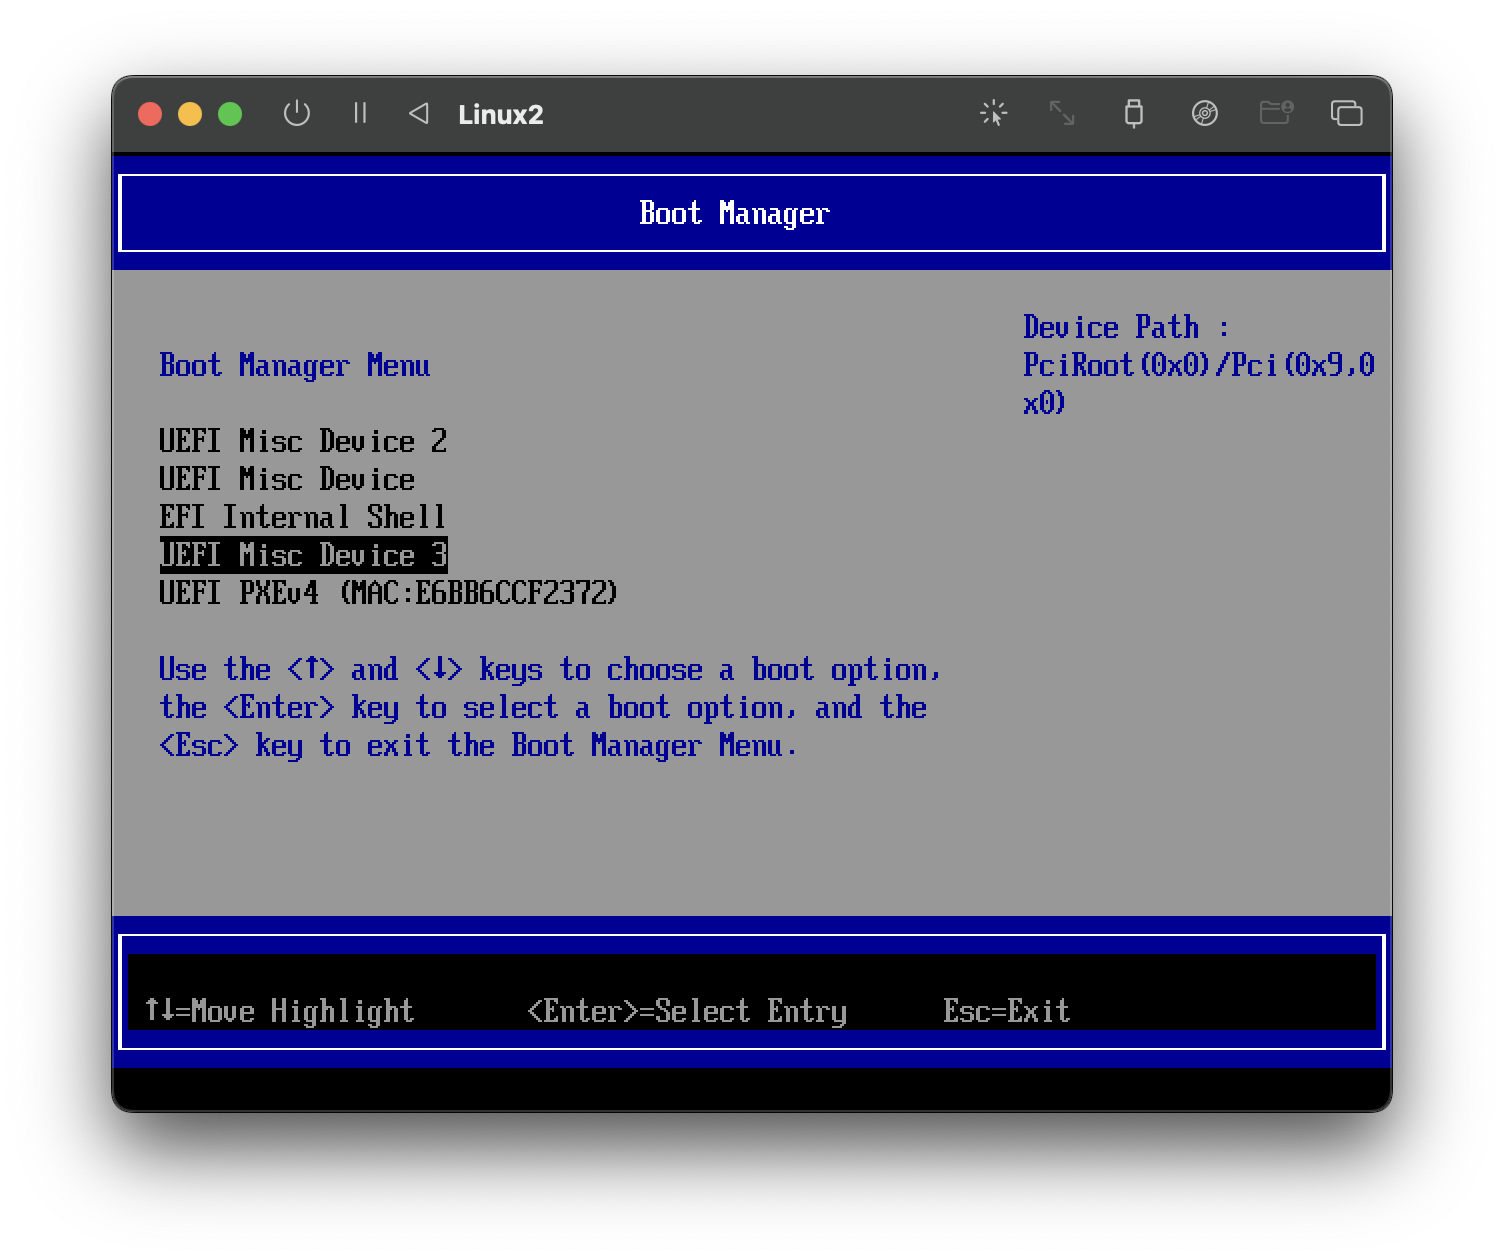 Linux2
Boot Manager
Device Path :
PciRoot(0x0)/Pci(0x9,0
x0)
Boot Manager Menu
UEFI Misc Device 2
UEFI Misc Device
EFI Internal Shell
UEFI Misc Device 3
UEFI PXEv4 (MAC:E6BB6CCF2372)
Use the <↑> and <↓> keys to choose a boot option,
the <Enter> key to select a boot option, and the
<Esc> key to exit the Boot Manager Menu.
↑↓=Move Highlight <Enter>=Select Entry Esc=Exit